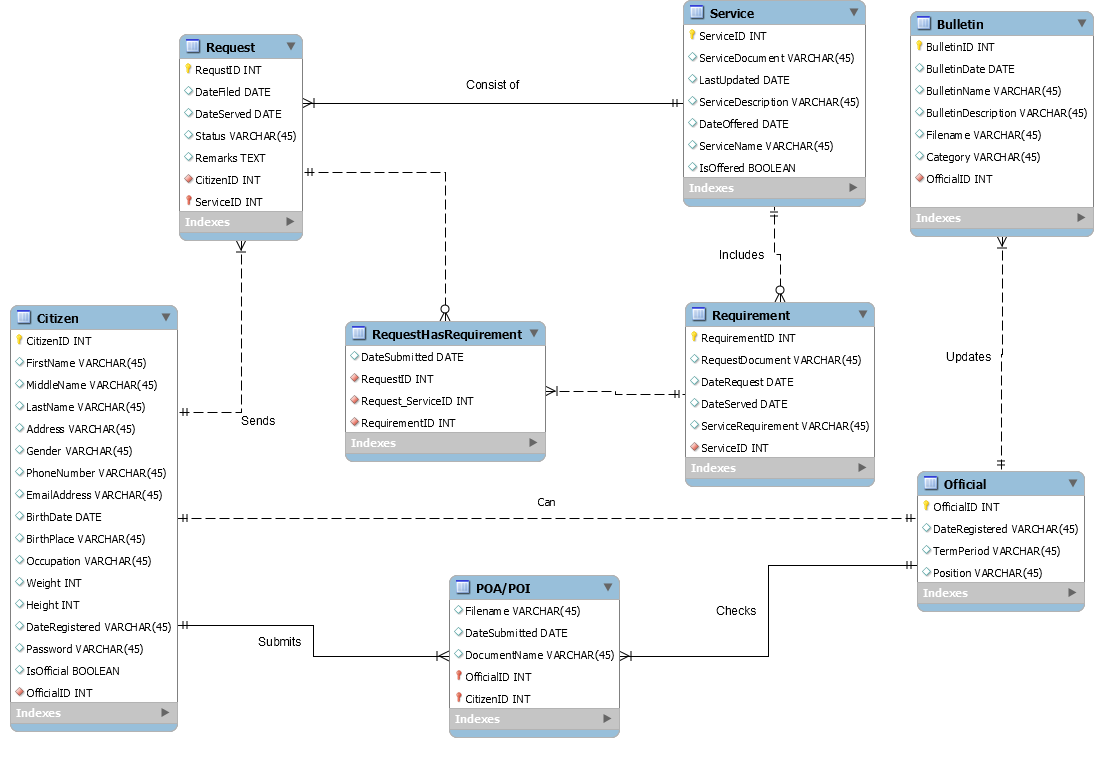 Request
RequstID INT
DateFiled DATE
DateServed DATE
Status VARCHAR(45)
Remarks TEXT
CitizenID INT
ServiceID INT
Indexes
Consist of
Service
ServiceID INT
ServiceDocument VARCHAR(45)
LastUpdated DATE
ServiceDescription VARCHAR(45)
DateOffered DATE
ServiceName VARCHAR(45)
IsOffered BOOLEAN
Indexes
Bulletin
BulletinID INT
BulletinDate DATE
BulletinName VARCHAR(45)
BulletinDescription VARCHAR(45)
Filename VARCHAR(45)
Category VARCHAR(45)
OfficialID INT
Indexes
Includes
Citizen
CitizenID INT
FirstName VARCHAR(45)
MiddleName VARCHAR(45)
LastName VARCHAR(45)
Address VARCHAR(45)
Gender VARCHAR(45)
PhoneNumber VARCHAR(45)
EmailAddress VARCHAR(45)
BirthDate DATE
BirthPlace VARCHAR(45)
Occupation VARCHAR(45)
Weight INT
Height INT
DateRegistered VARCHAR(45)
Password VARCHAR(45)
IsOfficial BOOLEAN
OfficialID INT
Indexes
Sends
RequestHasRequirement
DateSubmitted DATE
RequestID INT
Request_ServiceID INT
RequirementID INT
Indexes
Requirement
RequirementID INT
RequestDocument VARCHAR(45)
DateRequest DATE
DateServed DATE
ServiceRequirement VARCHAR(45)
ServiceID INT
Indexes
Updates
Can
Official
OfficialID INT
DateRegistered VARCHAR(45)
TermPeriod VARCHAR(45)
Position VARCHAR(45)
Indexes
Submits
POA/POI
Filename VARCHAR(45)
DateSubmitted DATE
DocumentName VARCHAR(45)
OfficialID INT
CitizenID INT
Indexes
Checks